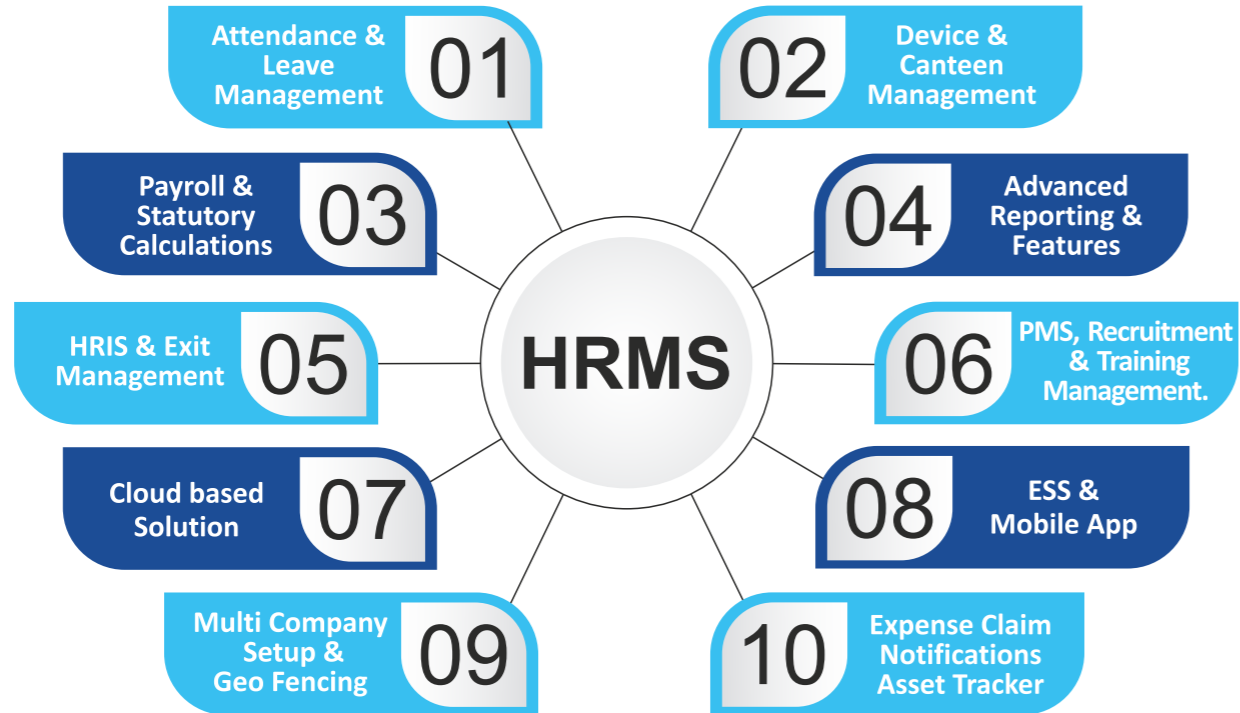 Attendance &
Leave
Management
01
02
Device &
Canteen
Management
Payroll &
Statutory
Calculations
03
04
Advanced
Reporting &
Features
HRIS & Exit
Management
05
HRMS
06
PMS, Recruitment
& Training
Management.
Cloud based
Solution
07
08
ESS &
Mobile App
Multi Company
Setup &
Geo Fencing
09
10
Expense Claim
Notifications
Asset Tracker